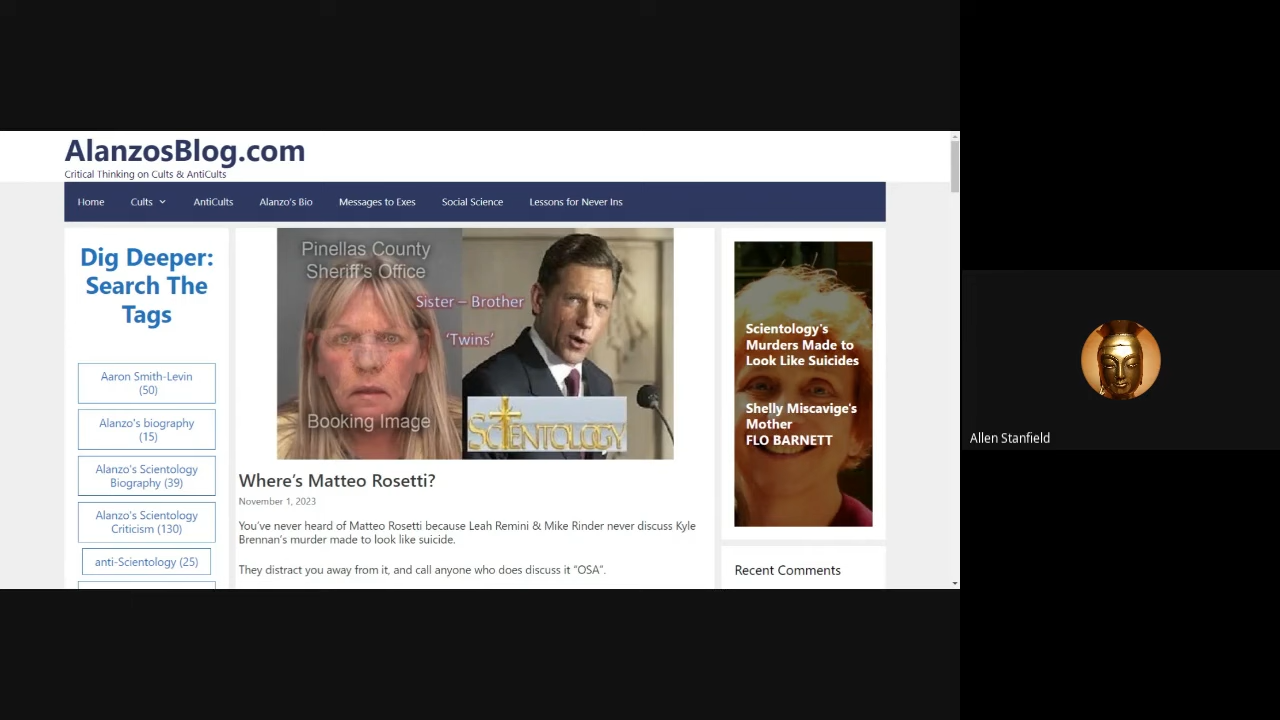 AlanzosBlog.com
Critical Thinking on Cults & AntiCults
Home Cults AntiCults Alanzo's Bio Messages to Exes Social Science Lessons for Never Ins
Dig Deeper:
Search The
Tags
Aaron Smith-Levin
(50)
Alanzo's biography
(15)
Alanzo's Scientology
Biography (39)
Alanzo's Scientology
Criticism (130)
anti-Scientology (25)
Pinellas County
Sheriff's Office
Sister – Brother
'Twins'
Booking Image
SCIENTOLOGY
Where's Matteo Rosetti?
November 1, 2023
You've never heard of Matteo Rosetti because Leah Remini & Mike Rinder never discuss Kyle
Brennan's murder made to look like suicide.
They distract you away from it, and call anyone who does discuss it "OSA".
Scientology's
Murders Made to
Look Like Suicides
Shelly Miscavige's
Mother
FLO BARNETT
Recent Comments
Allen Stanfield